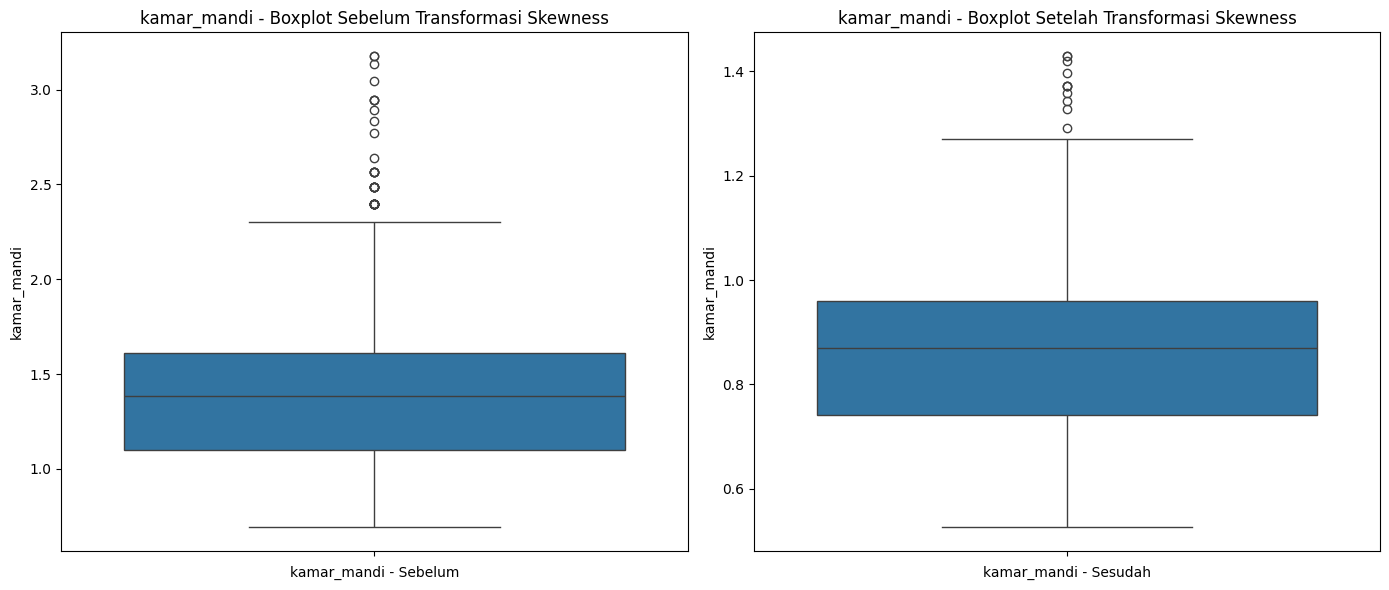 kamar_mandi - Boxplot Sebelum Transformasi Skewness
3.0
2.5
2.0
1.5
1.0
kamar_mandi
kamar_mandi - Sebelum
kamar_mandi - Boxplot Setelah Transformasi Skewness
1.4
1.2
1.0
0.8
0.6
kamar_mandi
kamar_mandi - Sesudah